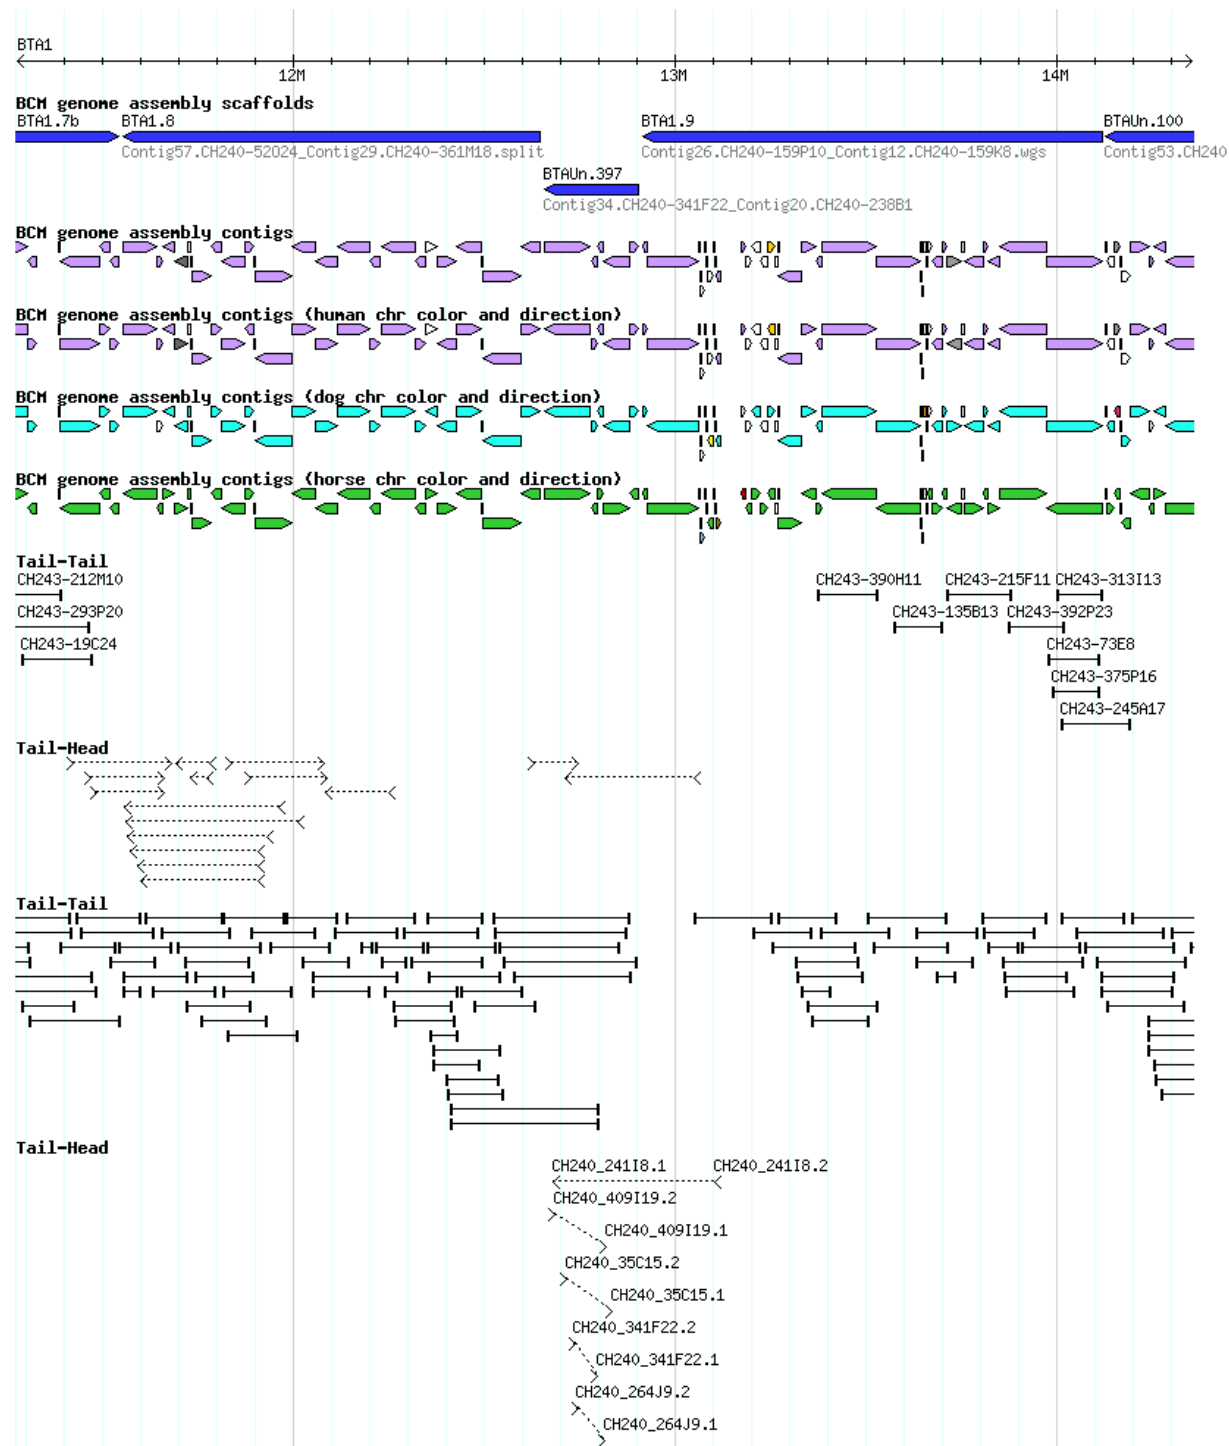 BTA1
12M 13M 14M
BCM genome assembly scaffolds
BTA1.7b BTA1.8 BTA1.9 BTAUn.100
Contig57.CH240-52O24_Contig29.CH240-361M18.split Contig26.CH240-159P10_Contig12.CH240-159K8.wgs Contig53.CH240
BTAUn.397
Contig34.CH240-341F22_Contig20.CH240-238B1
BCM genome assembly contigs
BCM genome assembly contigs (human chr color and direction)
BCM genome assembly contigs (dog chr color and direction)
BCM genome assembly contigs (horse chr color and direction)
Tail-Tail
CH243-212M10 CH243-390H11 CH243-215F11 CH243-313I13
CH243-293P20 CH243-135B13 CH243-392P23
CH243-19C24 CH243-73E8
CH243-375P16
CH243-245A17
Tail-Head
Tail-Tail
Tail-Head
CH240_241I8.1 CH240_241I8.2
CH240_409I19.2
CH240_409I19.1
CH240_35C15.2
CH240_35C15.1
CH240_341F22.2
CH240_341F22.1
CH240_264J9.2
CH240_264J9.1